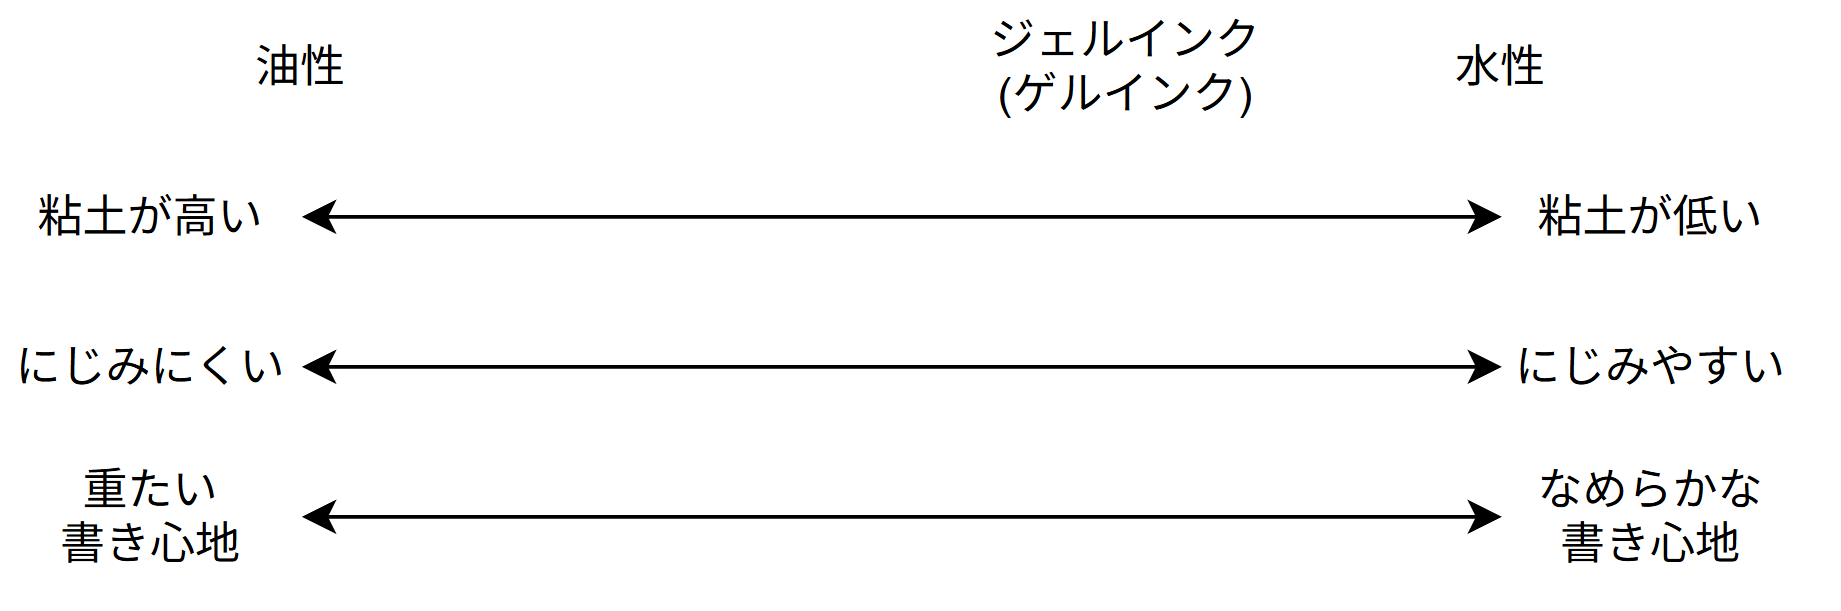 油性
ジェルインク
(ゲルインク)
水性
粘土が高い
粘土が低い
にじみにくい
にじみやすい
重たい
書き心地
なめらかな
書き心地